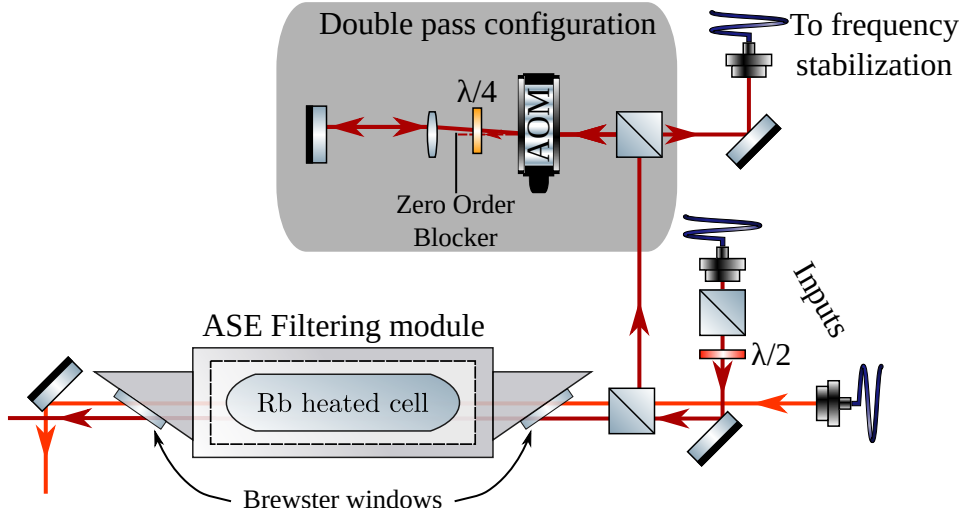 Double pass configuration
To frequency
stabilization
λ/4
AOM
Zero Order
Blocker
Inputs
λ/2
ASE Filtering module
Rb heated cell
Brewster windows